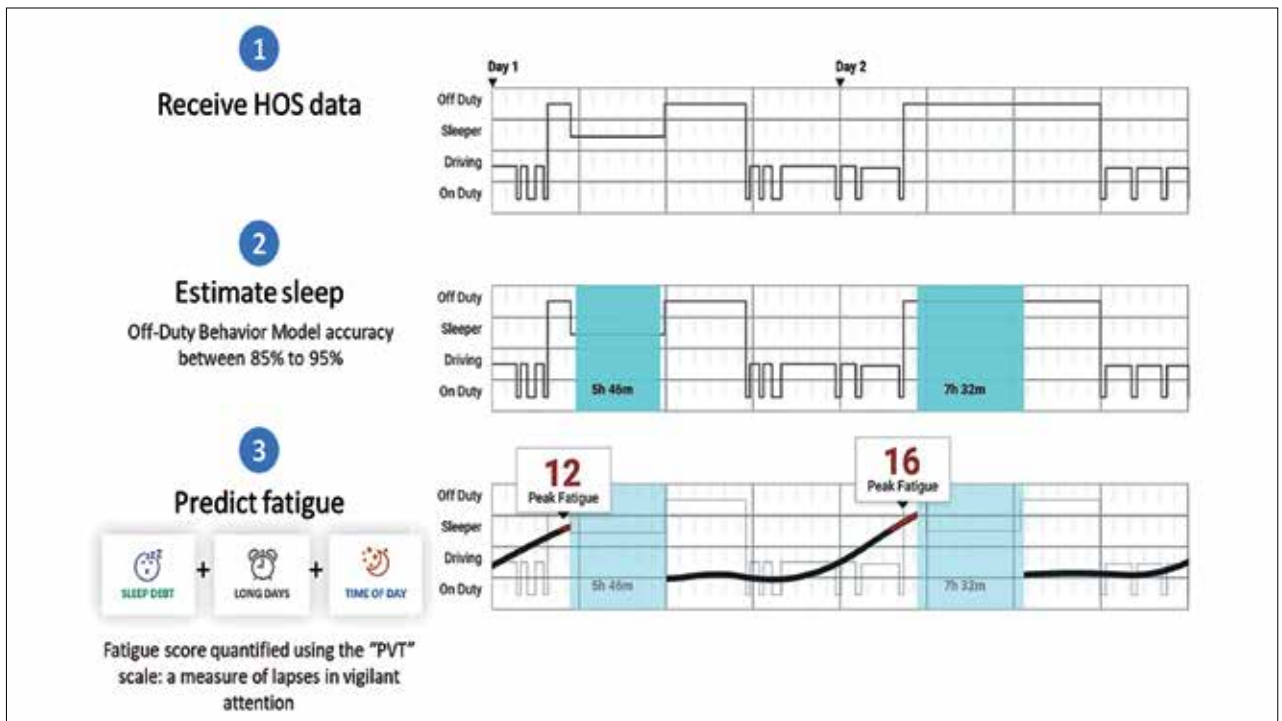 1
Receive HOS data
Day 1
Day 2
Off Duty
Sleeper
Driving
On Duty
2
Estimate sleep
Off-Duty Behavior Model accuracy
between 85% to 95%
Off Duty
Sleeper
Driving
On Duty
5h 46m
7h 32m
3
Predict fatigue
SLEEP DEBT
+
LONG DAYS
+
TIME OF DAY
Fatigue score quantified using the "PVT"
scale: a measure of lapses in vigilant
attention
12
Peak Fatigue
16
Peak Fatigue
Off Duty
Sleeper
Driving
On Duty
5h 46m
7h 32m